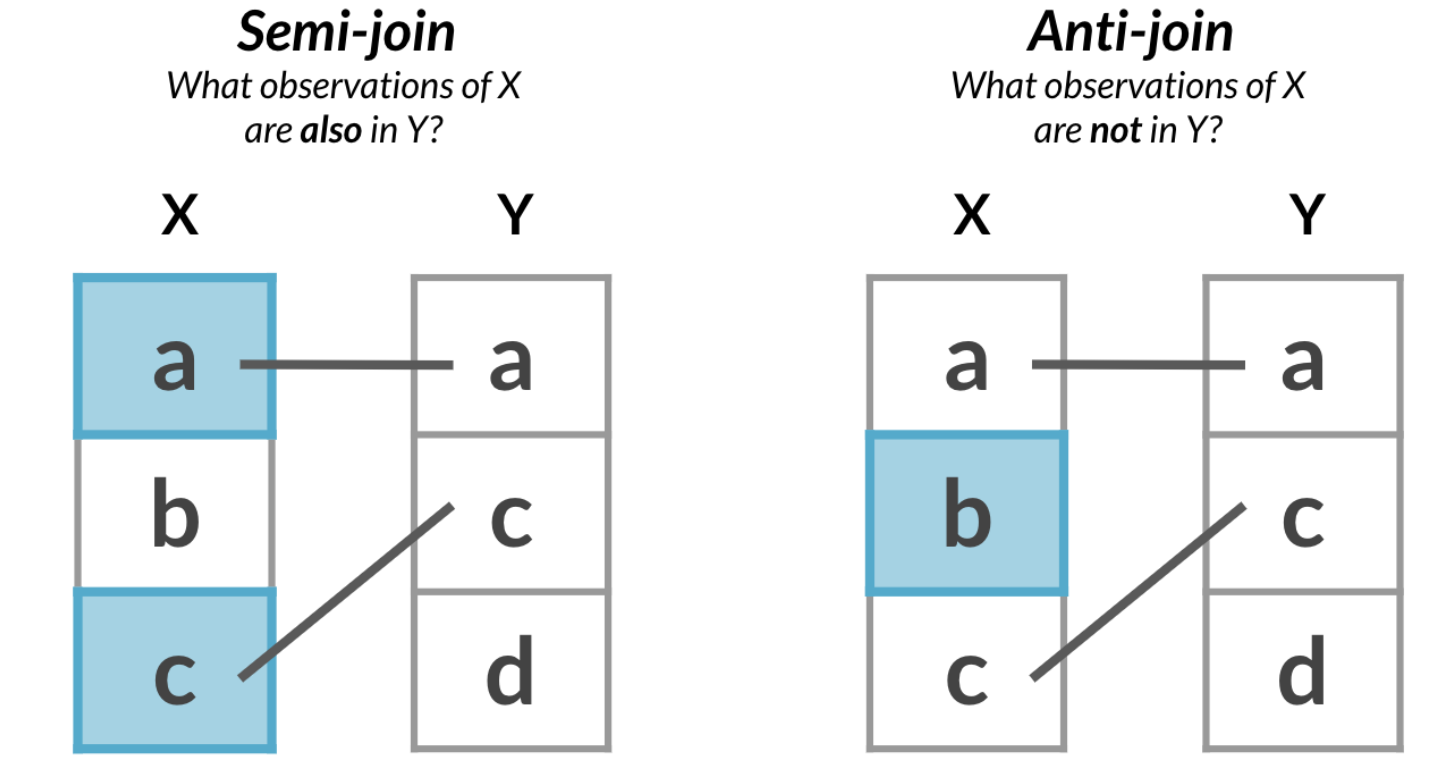 Semi-join
What observations of X
are also in Y?
X Y
a a
b c
c d
Anti-join
What observations of X
are not in Y?
X Y
a a
b c
c d